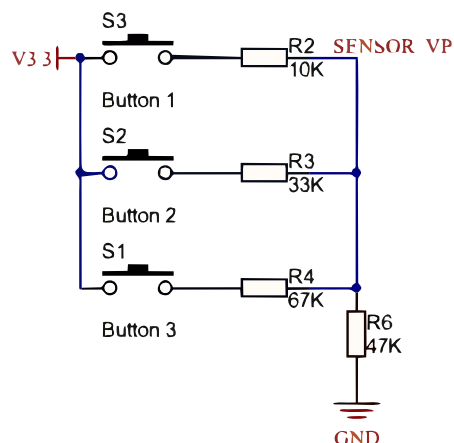 S3
V3 3
R2
SENSOR VP
10K
Button 1
S2
R3
33K
Button 2
S1
R4
67K
Button 3
R6
47K
GND